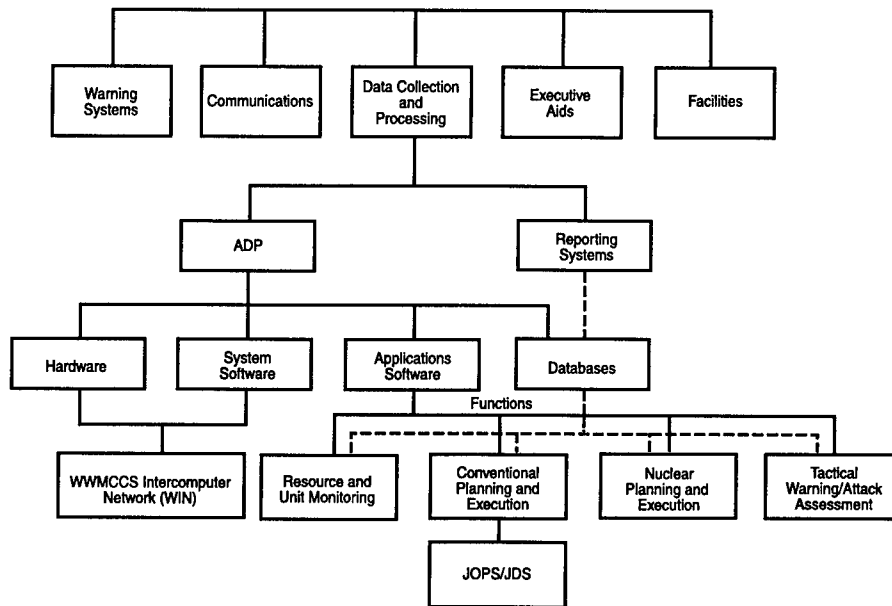 Warning
Systems
Communications
Data Collection
and
Processing
Executive
Aids
Facilities
ADP
Reporting
Systems
Hardware
System
Software
Applications
Software
Databases
Functions
WWMCCS Intercomputer
Network (WIN)
Resource and
Unit Monitoring
Conventional
Planning and
Execution
Nuclear
Planning and
Execution
Tactical
Warning/Attack
Assessment
JOPS/JDS